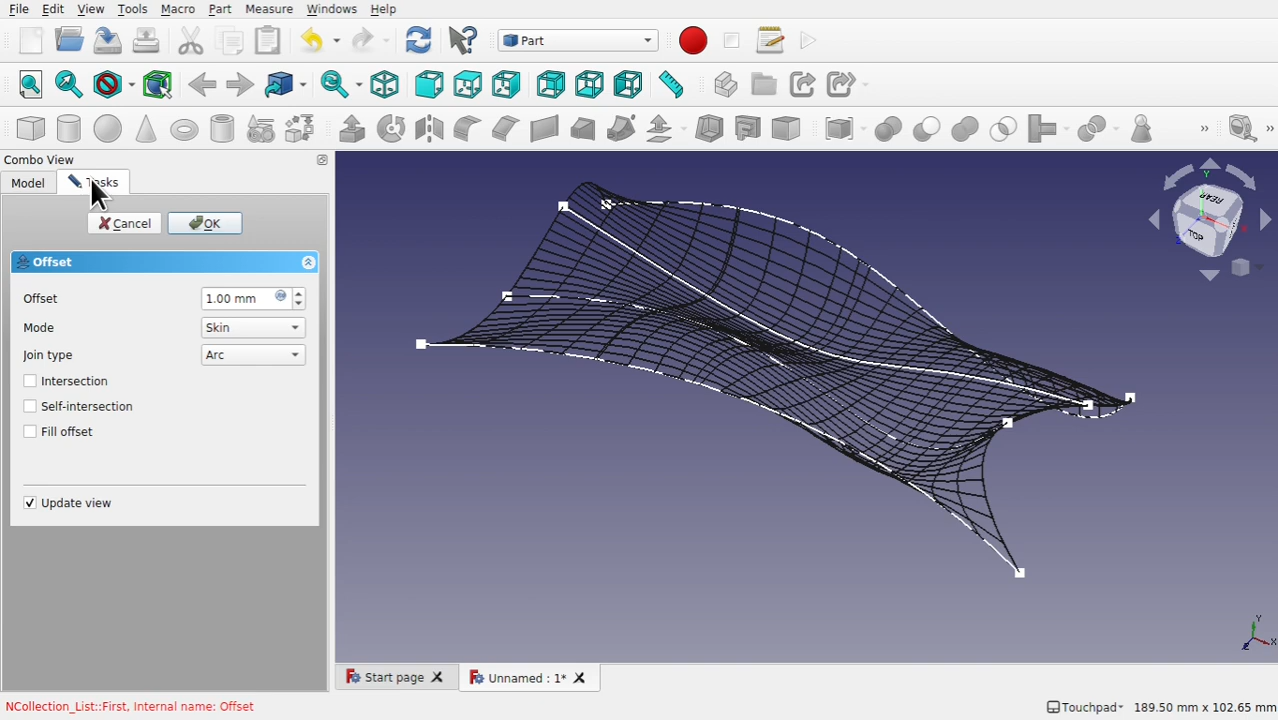 File Edit View Tools Macro Part Measure Windows Help
Part
Combo View
Model Tasks
Cancel OK
Offset
Offset 1.00 mm
Mode Skin
Join type Arc
Intersection
Self-intersection
Fill offset
Update view
REAR
TOP
Y
X
Z
Y
X
Z
Start page Unnamed : 1*
NCollection_List::First, Internal name: Offset Touchpad 189.50 mm x 102.65 mm